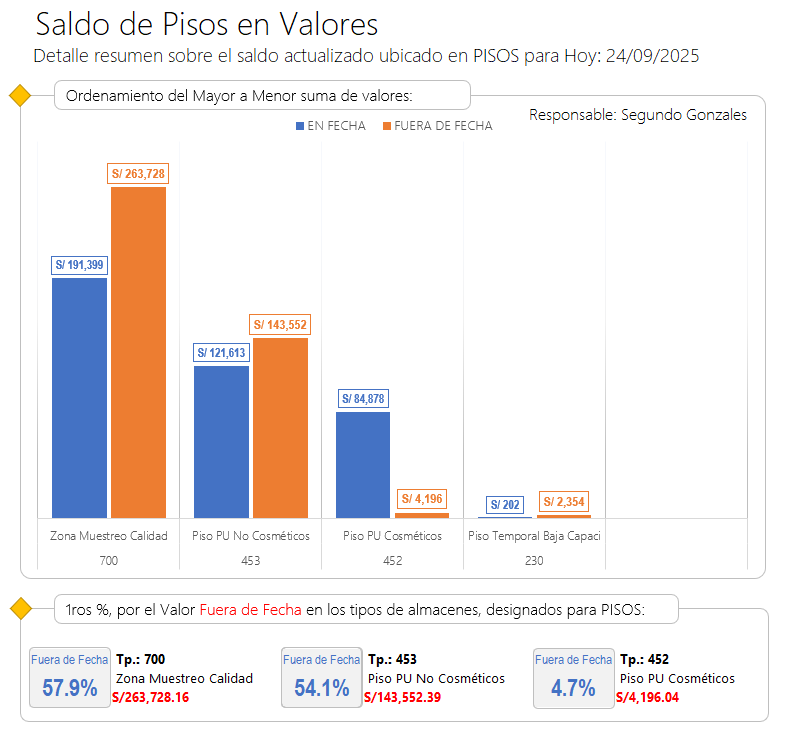 Saldo de Pisos en Valores
Detalle resumen sobre el saldo actualizado ubicado en PISOS para Hoy: 24/09/2025
Ordenamiento del Mayor a Menor suma de valores:
Responsable: Segundo Gonzales
EN FECHA FUERA DE FECHA
S/ 263,728
S/ 191,399
S/ 143,552
S/ 121,613
S/ 84,878
S/ 4,196
S/ 202
S/ 2,354
Zona Muestreo Calidad Piso PU No Cosméticos Piso PU Cosméticos Piso Temporal Baja Capaci
700 453 452 230
1ros %, por el Valor Fuera de Fecha en los tipos de almacenes, designados para PISOS:
Fuera de Fecha
57.9%
Tp.: 700
Zona Muestreo Calidad
S/263,728.16
Fuera de Fecha
54.1%
Tp.: 453
Piso PU No Cosméticos
S/143,552.39
Fuera de Fecha
4.7%
Tp.: 452
Piso PU Cosméticos
S/4,196.04